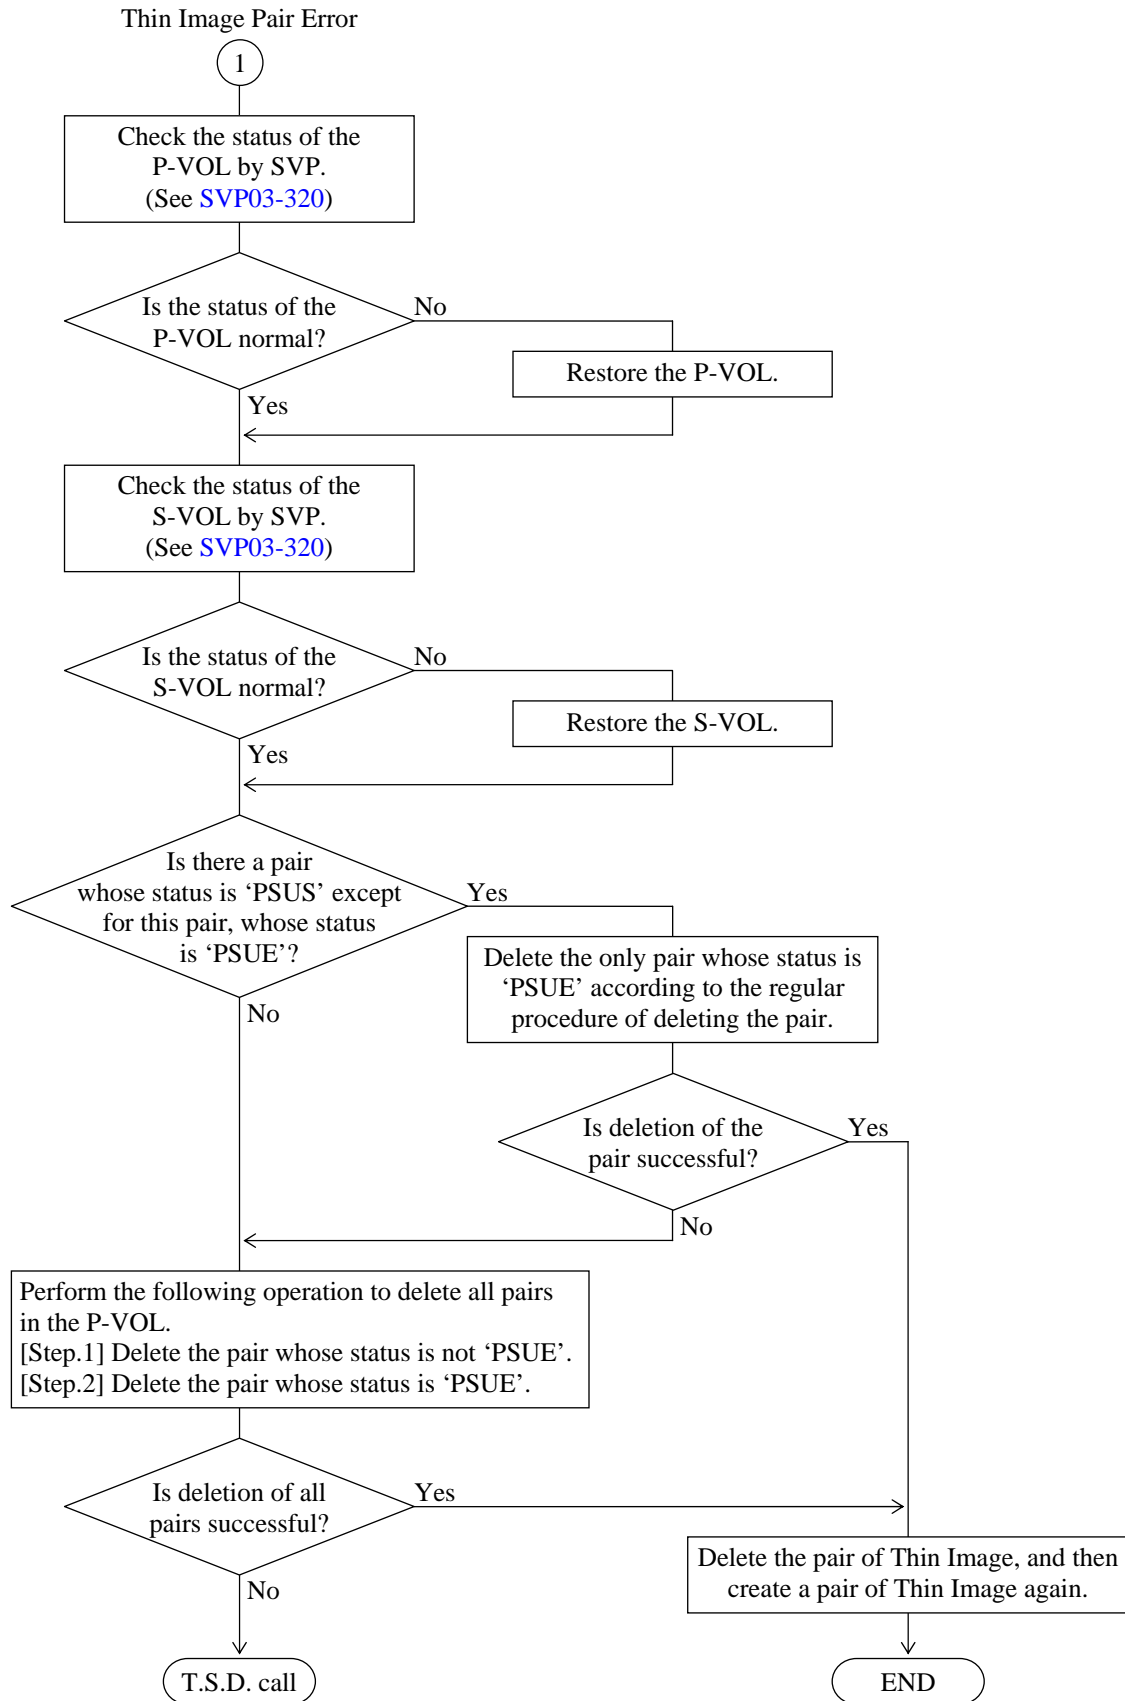 Thin Image Pair Error
1
Check the status of the
P-VOL by SVP.
(See SVP03-320)
Is the status of the
P-VOL normal?
No
Restore the P-VOL.
Yes
Check the status of the
S-VOL by SVP.
(See SVP03-320)
Is the status of the
S-VOL normal?
No
Restore the S-VOL.
Yes
Is there a pair
whose status is ‘PSUS’ except
for this pair, whose status
is ‘PSUE’?
Yes
Delete the only pair whose status is
‘PSUE’ according to the regular
procedure of deleting the pair.
No
Is deletion of the
pair successful?
Yes
No
Perform the following operation to delete all pairs
in the P-VOL.
[Step.1] Delete the pair whose status is not ‘PSUE’.
[Step.2] Delete the pair whose status is ‘PSUE’.
Is deletion of all
pairs successful?
Yes
Delete the pair of Thin Image, and then
create a pair of Thin Image again.
No
T.S.D. call
END